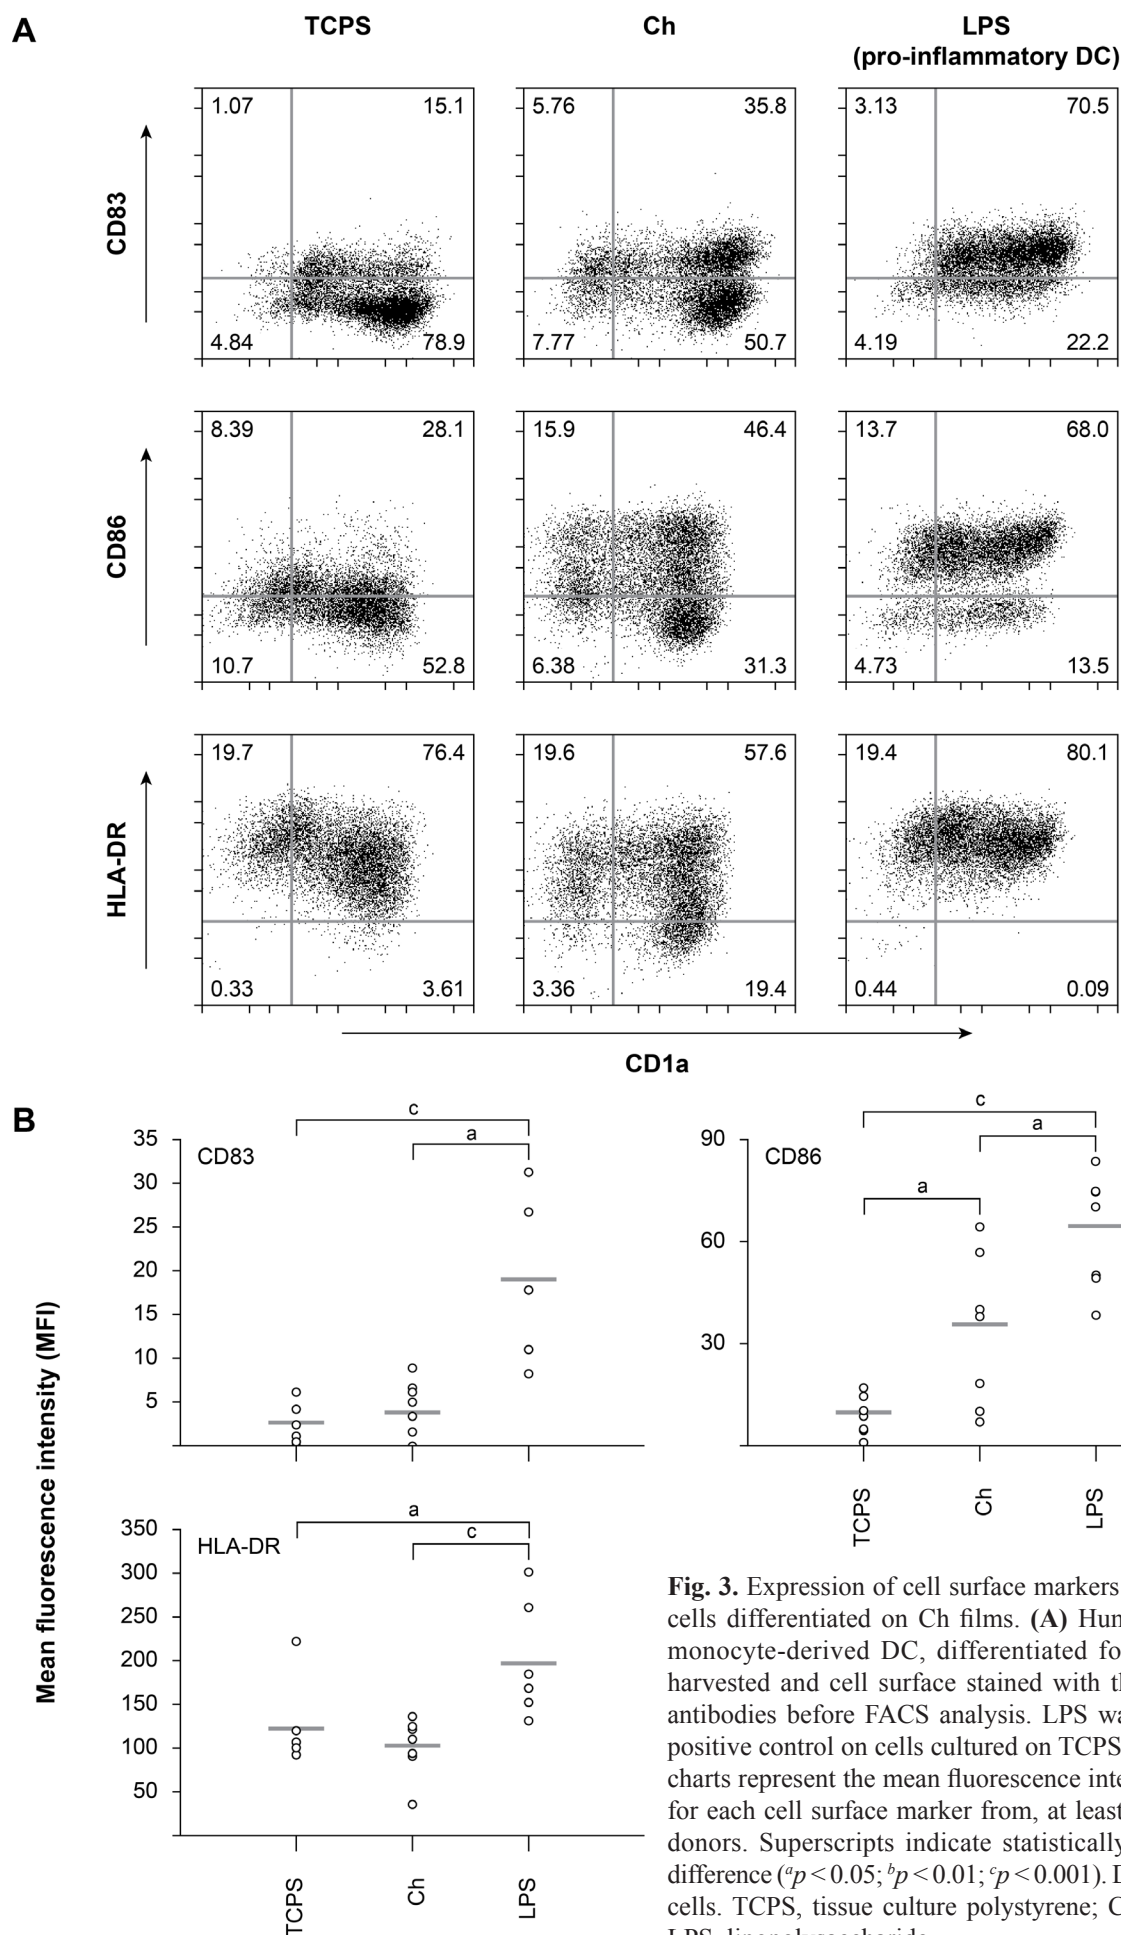 A
TCPS
Ch
LPS
(pro-inflammatory DC)
CD83
1.07 15.1
4.84 78.9
5.76 35.8
7.77 50.7
3.13 70.5
4.19 22.2
CD86
8.39 28.1
10.7 52.8
15.9 46.4
6.38 31.3
13.7 68.0
4.73 13.5
HLA-DR
19.7 76.4
0.33 3.61
19.6 57.6
3.36 19.4
19.4 80.1
0.44 0.09
CD1a
B
Mean fluorescence intensity (MFI)
CD83
c
a
35
30
25
20
15
10
5
CD86
c
a
a
90
60
30
TCPS
Ch
LPS
HLA-DR
a
c
350
300
250
200
150
100
50
TCPS
Ch
LPS
Fig. 3. Expression of cell surface markers
cells differentiated on Ch films. (A)
monocyte-derived DC, differentiated
harvested and cell surface stained with
antibodies before FACS analysis. LPS
positive control on cells cultured on TCPS
charts represent the mean fluorescence
for each cell surface marker from, at least
donors. Superscripts indicate statistically
difference (ᵃp < 0.05; ᵇp < 0.01; ᶜp < 0.001).
cells. TCPS, tissue culture polystyrene;